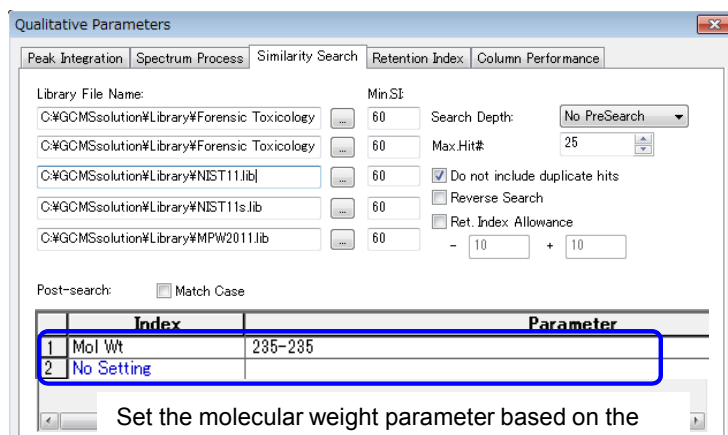 Qualitative Parameters
Peak Integration Spectrum Process Similarity Search Retention Index Column Performance
Library File Name: Min.SI:
C:¥GCMSsolution¥Library¥Forensic Toxicology ... 60 Search Depth: No PreSearch
C:¥GCMSsolution¥Library¥Forensic Toxicology ... 60 Max.Hit#: 25
C:¥GCMSsolution¥Library¥NIST11.lib ... 60 Do not include duplicate hits
C:¥GCMSsolution¥Library¥NIST11s.lib ... 60 Reverse Search
C:¥GCMSsolution¥Library¥MPW2011.lib ... 60 Ret. Index Allowance
- 10 + 10
Post-search: Match Case
Index Parameter
1 Mol Wt 235-235
2 No Setting
Set the molecular weight parameter based on the